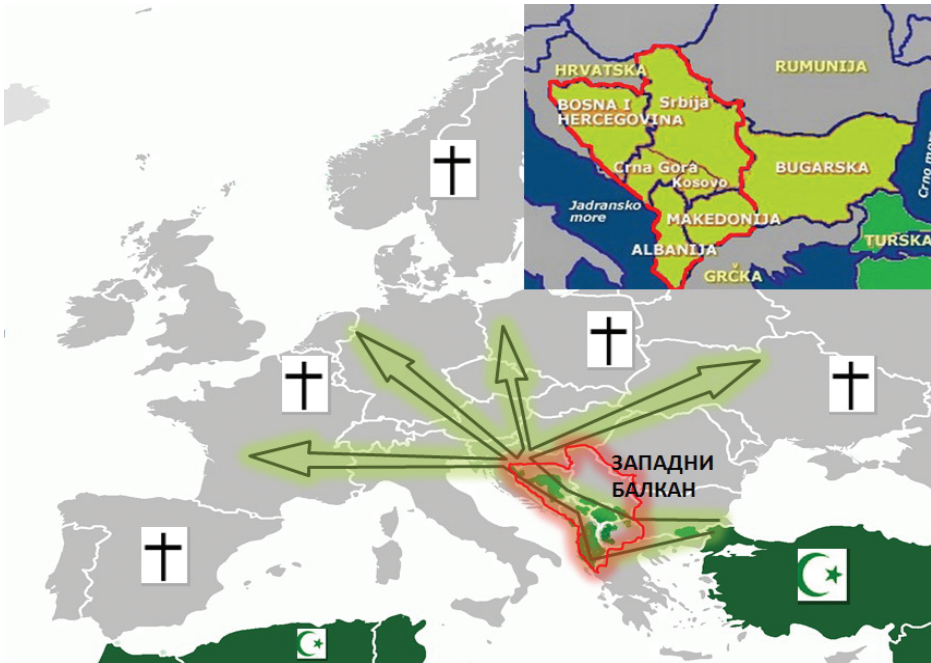 HRVATSKA
RUMUNIJA
BOSNA I
HERCEGOVINA
Srbija
Crna Gora
Kosovo
BUGARSKA
Crno more
Jadransko
more
MAKEDONIJA
ALBANIJA
TURSKA
GRČKA
ЗАПАДНИ
БАЛКАН